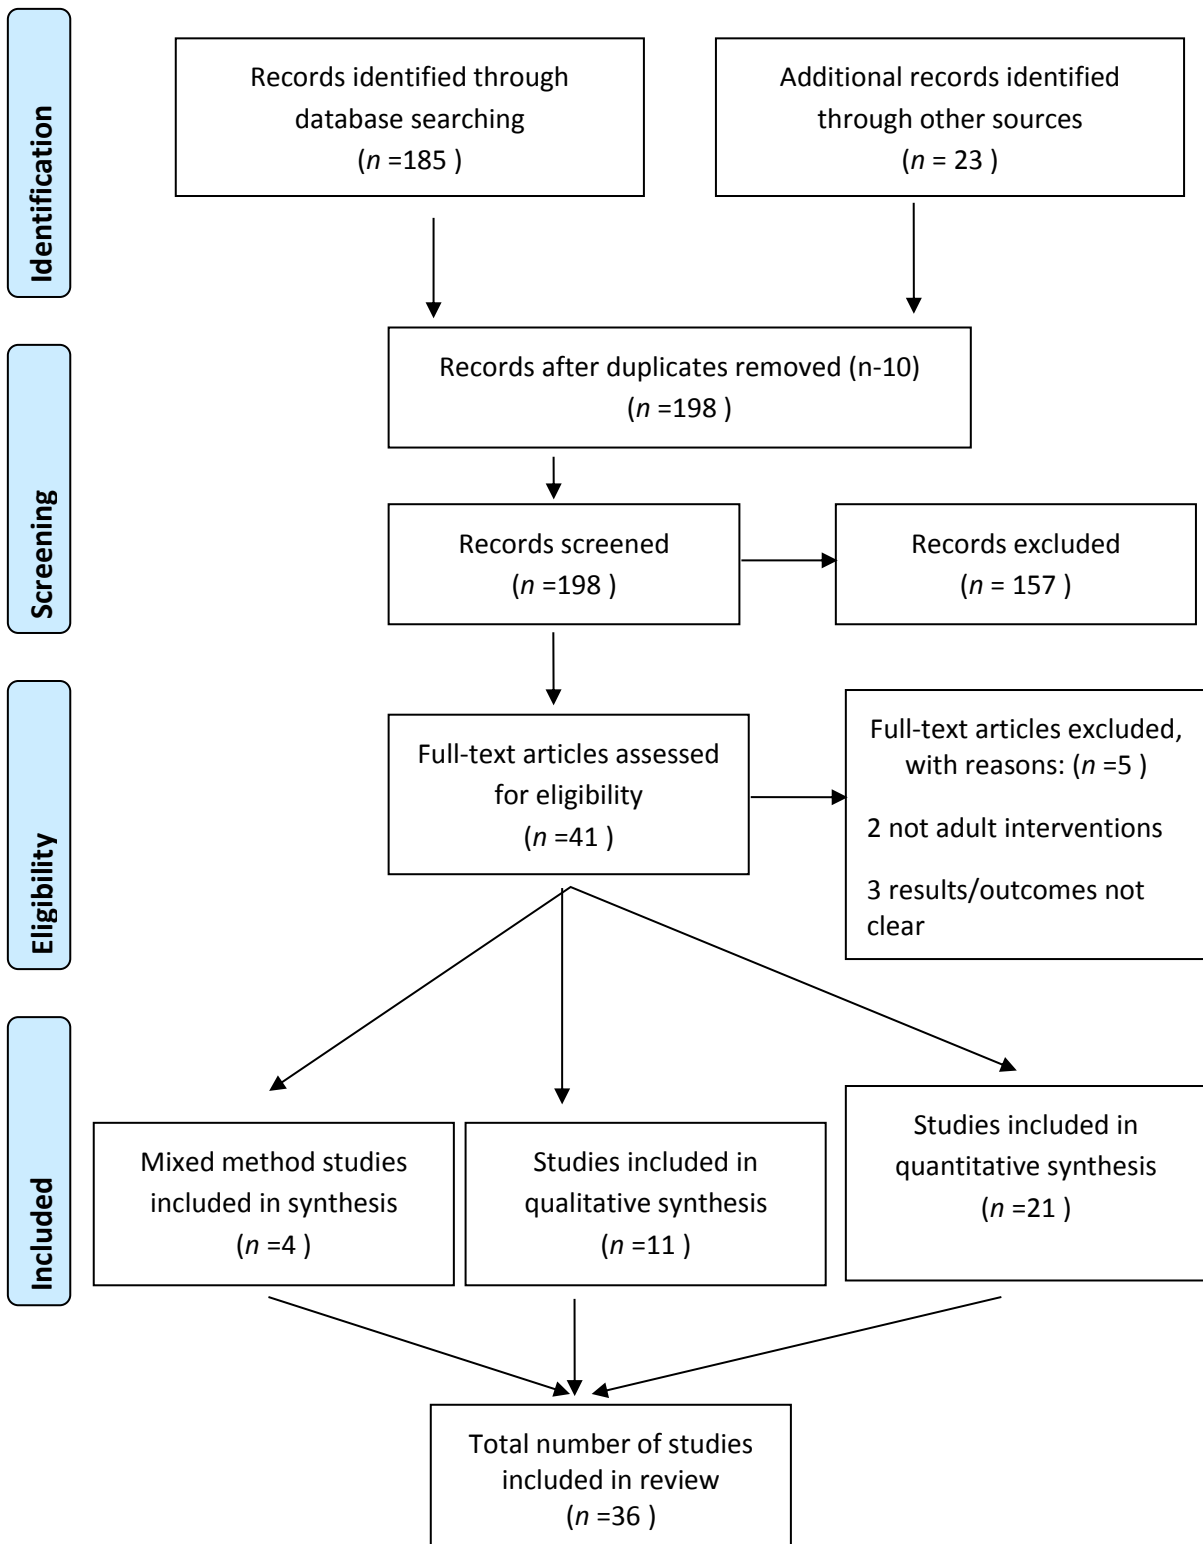 Identification
Records identified through
database searching
(n =185 )
Additional records identified
through other sources
(n = 23 )
Screening
Records after duplicates removed (n-10)
(n =198 )
Records screened
(n =198 )
Records excluded
(n = 157 )
Eligibility
Full-text articles assessed
for eligibility
(n =41 )
Full-text articles excluded,
with reasons: (n =5 )
2 not adult interventions
3 results/outcomes not
clear
Included
Mixed method studies
included in synthesis
(n =4 )
Studies included in
qualitative synthesis
(n =11 )
Studies included in
quantitative synthesis
(n =21 )
Total number of studies
included in review
(n =36 )